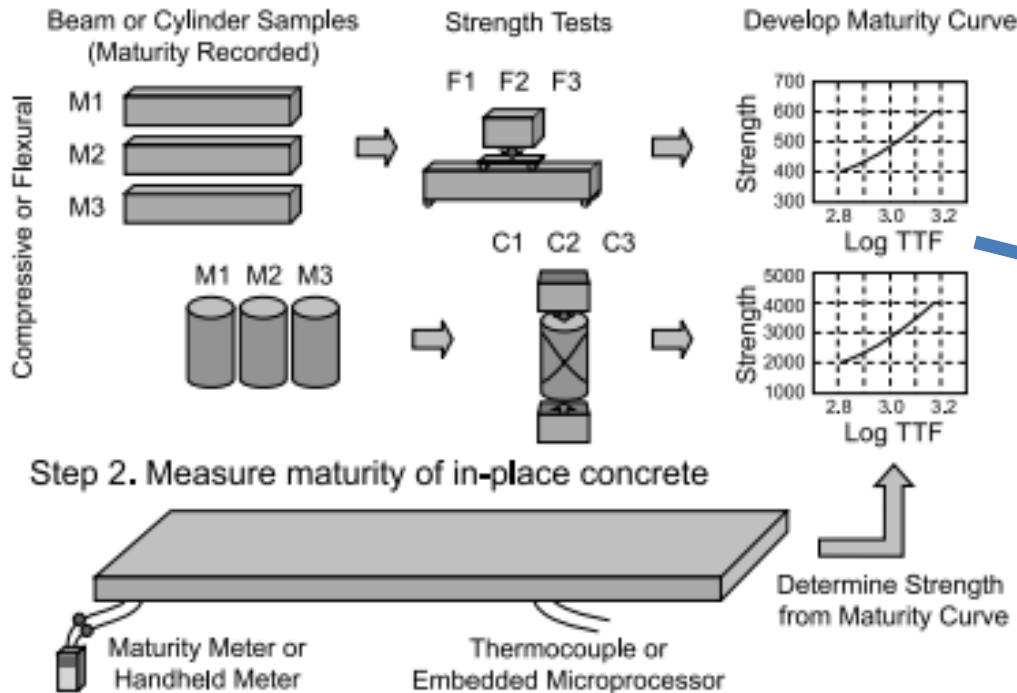 Beam or Cylinder Samples
(Maturity Recorded)
Strength Tests
Develop Maturity Curve
Compressive or Flexural
M1
M2
M3
F1 F2 F3
Strength
700
600
500
400
300
2.8 3.0 3.2
Log TTF
M1 M2 M3
C1 C2 C3
Strength
5000
4000
3000
2000
1000
2.8 3.0 3.2
Log TTF
Step 2. Measure maturity of in-place concrete
Maturity Meter or
Handheld Meter
Thermocouple or
Embedded Microprocessor
Determine Strength
from Maturity Curve